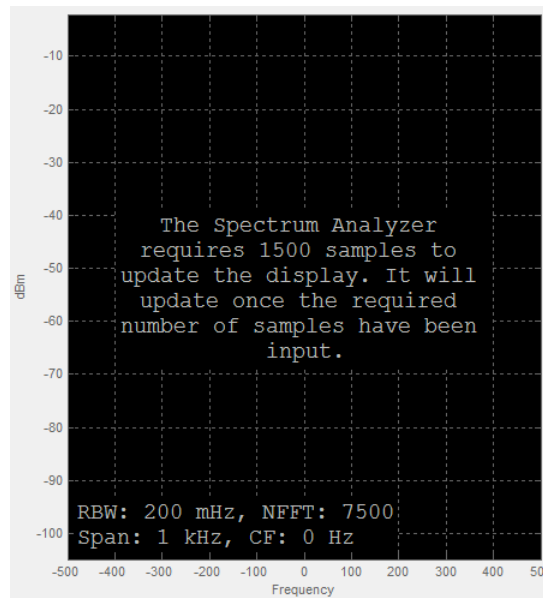 -10
-20
-30
-40
-50
-60
-70
-80
-90
-100
dBm
The Spectrum Analyzer
requires 1500 samples to
update the display. It will
update once the required
number of samples have been
input.
RBW: 200 mHz, NFFT: 7500
Span: 1 kHz, CF: 0 Hz
-500 -400 -300 -200 -100 0 100 200 300 400 500
Frequency